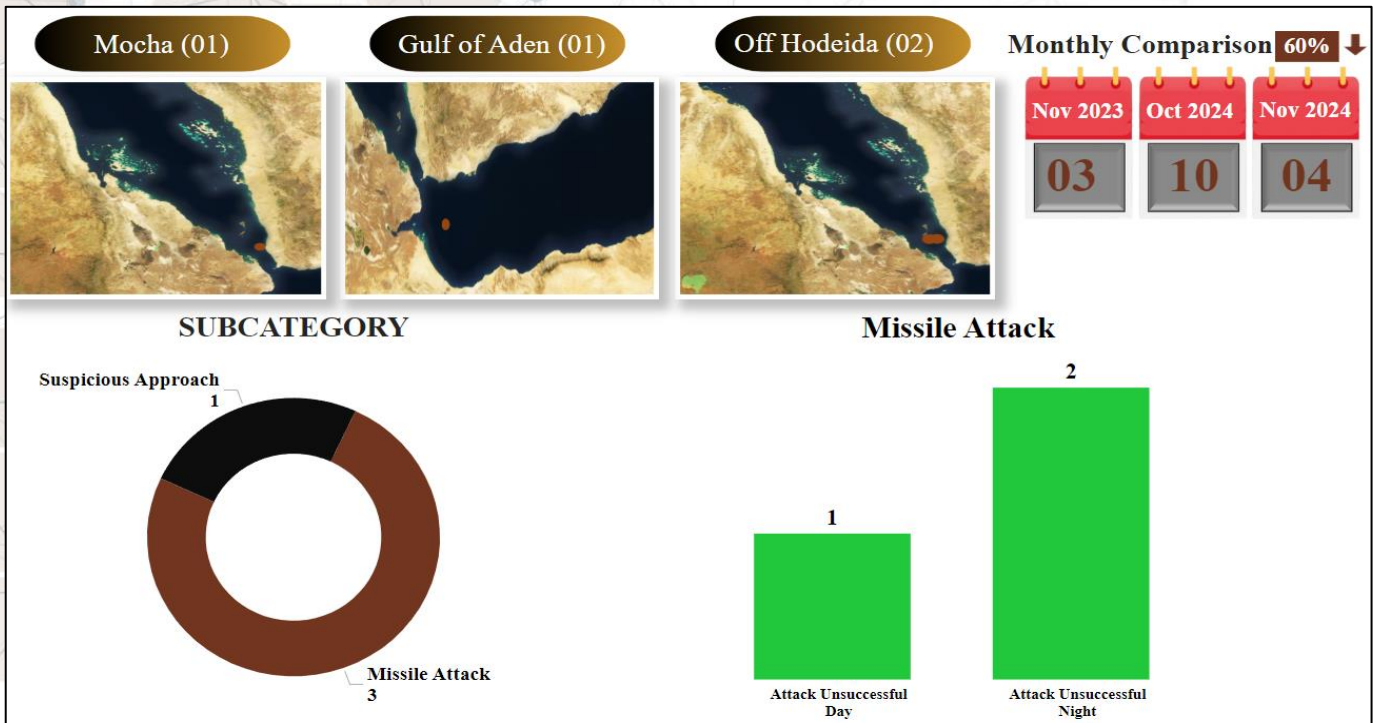 Mocha (01)
Gulf of Aden (01)
Off Hodeida (02)
Monthly Comparison 60%
Nov 2023
Oct 2024
Nov 2024
03
10
04
SUBCATEGORY
Suspicious Approach
1
Missile Attack
3
Missile Attack
1
2
Attack Unsuccessful
Day
Attack Unsuccessful
Night